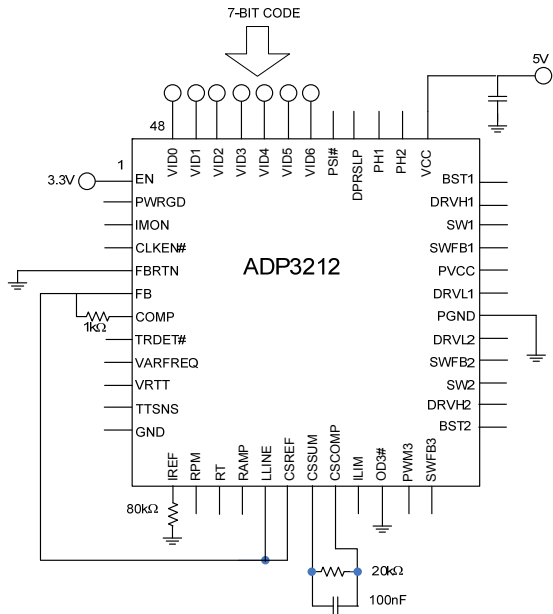 7-BIT CODE
5V
48
VID0
VID1
VID2
VID3
VID4
VID5
VID6
PSI#
DPRSLP
PH1
PH2
VCC
1
3.3V
EN
PWRGD
IMON
CLKEN#
FBRTN
FB
COMP
1kΩ
TRDET#
VARFREQ
VRTT
TTSNS
GND
ADP3212
BST1
DRVH1
SW1
SWFB1
PVCC
DRVL1
PGND
DRVL2
SWFB2
SW2
DRVH2
BST2
IREF
RPM
RT
RAMP
LLINE
CSREF
CSSUM
CSCOMP
ILIM
OD3#
PWM3
SWFB3
80kΩ
20kΩ
100nF